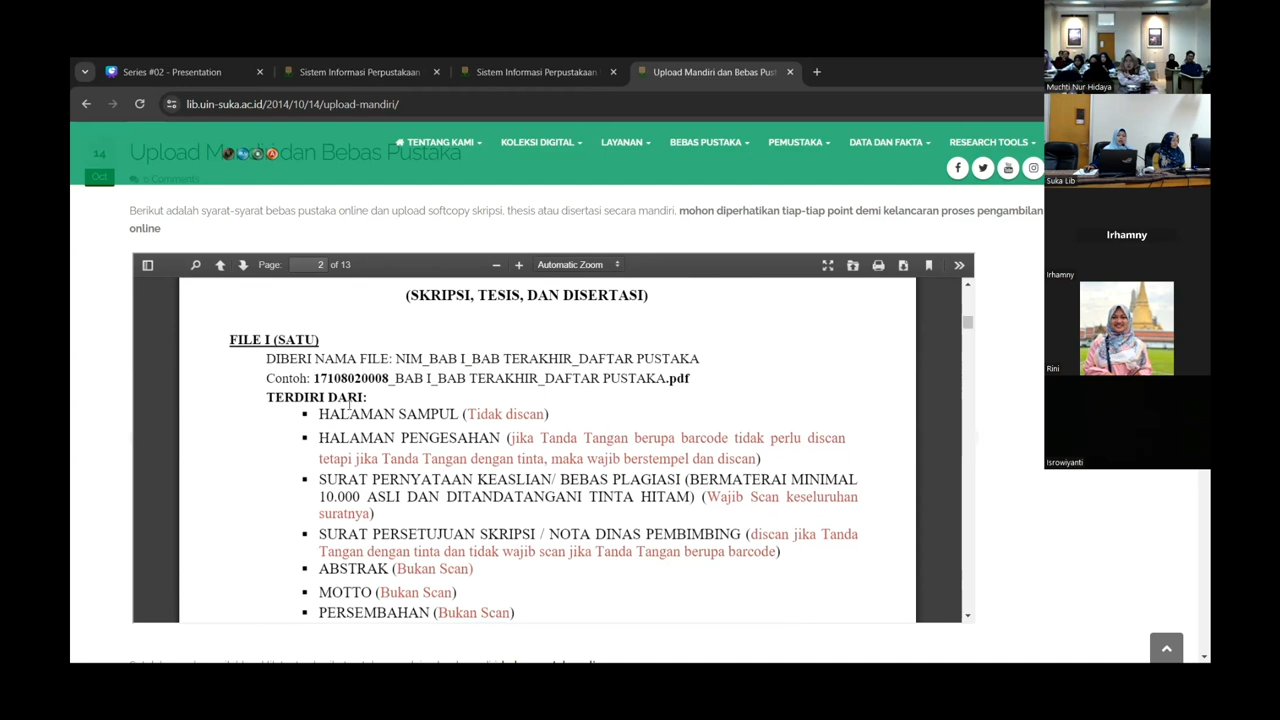 Series #02 - Presentation
Sistem Informasi Perpustakaan
Sistem Informasi Perpustakaan
Upload Mandiri dan Bebas Pust
lib.uin-suka.ac.id/2014/10/14/upload-mandiri/
TENTANG KAMI
KOLEKSI DIGITAL
LAYANAN
BEBAS PUSTAKA
PEMUSTAKA
DATA DAN FAKTA
RESEARCH TOOLS
14
Oct
Upload Mandiri dan Bebas Pustaka
0 Comments
Berikut adalah syarat-syarat bebas pustaka online dan upload softcopy skripsi, thesis atau disertasi secara mandiri, mohon diperhatikan tiap-tiap point demi kelancaran proses pengambilan
online
Page: 2 of 13
Automatic Zoom
(SKRIPSI, TESIS, DAN DISERTASI)
FILE I (SATU)
DIBERI NAMA FILE: NIM_BAB I_BAB TERAKHIR_DAFTAR PUSTAKA
Contoh: 17108020008_BAB I_BAB TERAKHIR_DAFTAR PUSTAKA.pdf
TERDIRI DARI:
▪ HALAMAN SAMPUL (Tidak discan)
▪ HALAMAN PENGESAHAN (jika Tanda Tangan berupa barcode tidak perlu discan
tetapi jika Tanda Tangan dengan tinta, maka wajib berstempel dan discan)
▪ SURAT PERNYATAAN KEASLIAN/ BEBAS PLAGIASI (BERMATERAI MINIMAL
10.000 ASLI DAN DITANDATANGANI TINTA HITAM) (Wajib Scan keseluruhan
suratnya)
▪ SURAT PERSETUJUAN SKRIPSI / NOTA DINAS PEMBIMBING (discan jika Tanda
Tangan dengan tinta dan tidak wajib scan jika Tanda Tangan berupa barcode)
▪ ABSTRAK (Bukan Scan)
▪ MOTTO (Bukan Scan)
▪ PERSEMBAHAN (Bukan Scan)
Muchti Nur Hidaya
Suka Lib
Irhamny
Irhamny
Rini
Isrowiyanti